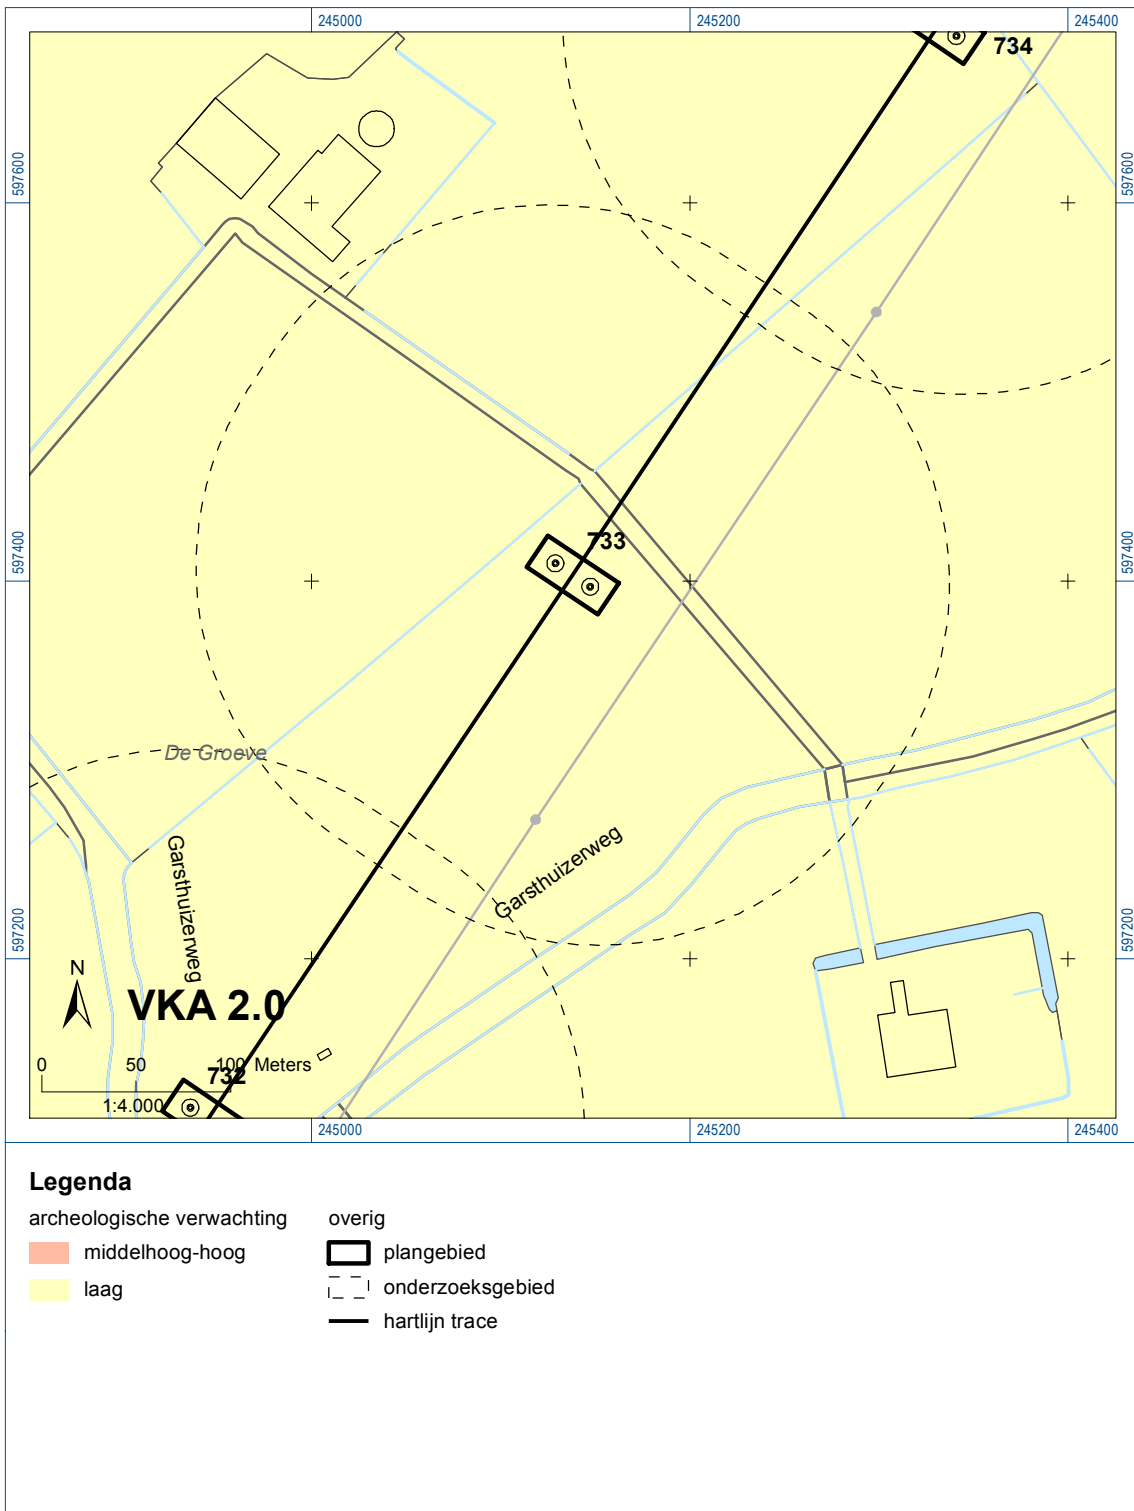 245000
245200
245400
734
597600
597600
733
597400
597400
De Groeve
Garsthuizerweg
Garsthuizerweg
597200
597200
N
VKA 2.0
0 50 100 Meters
732
1:4.000
245000
245200
245400
Legenda
archeologische verwachting
middelhoog-hoog
laag
overig
plangebied
onderzoeksgebied
hartlijn trace